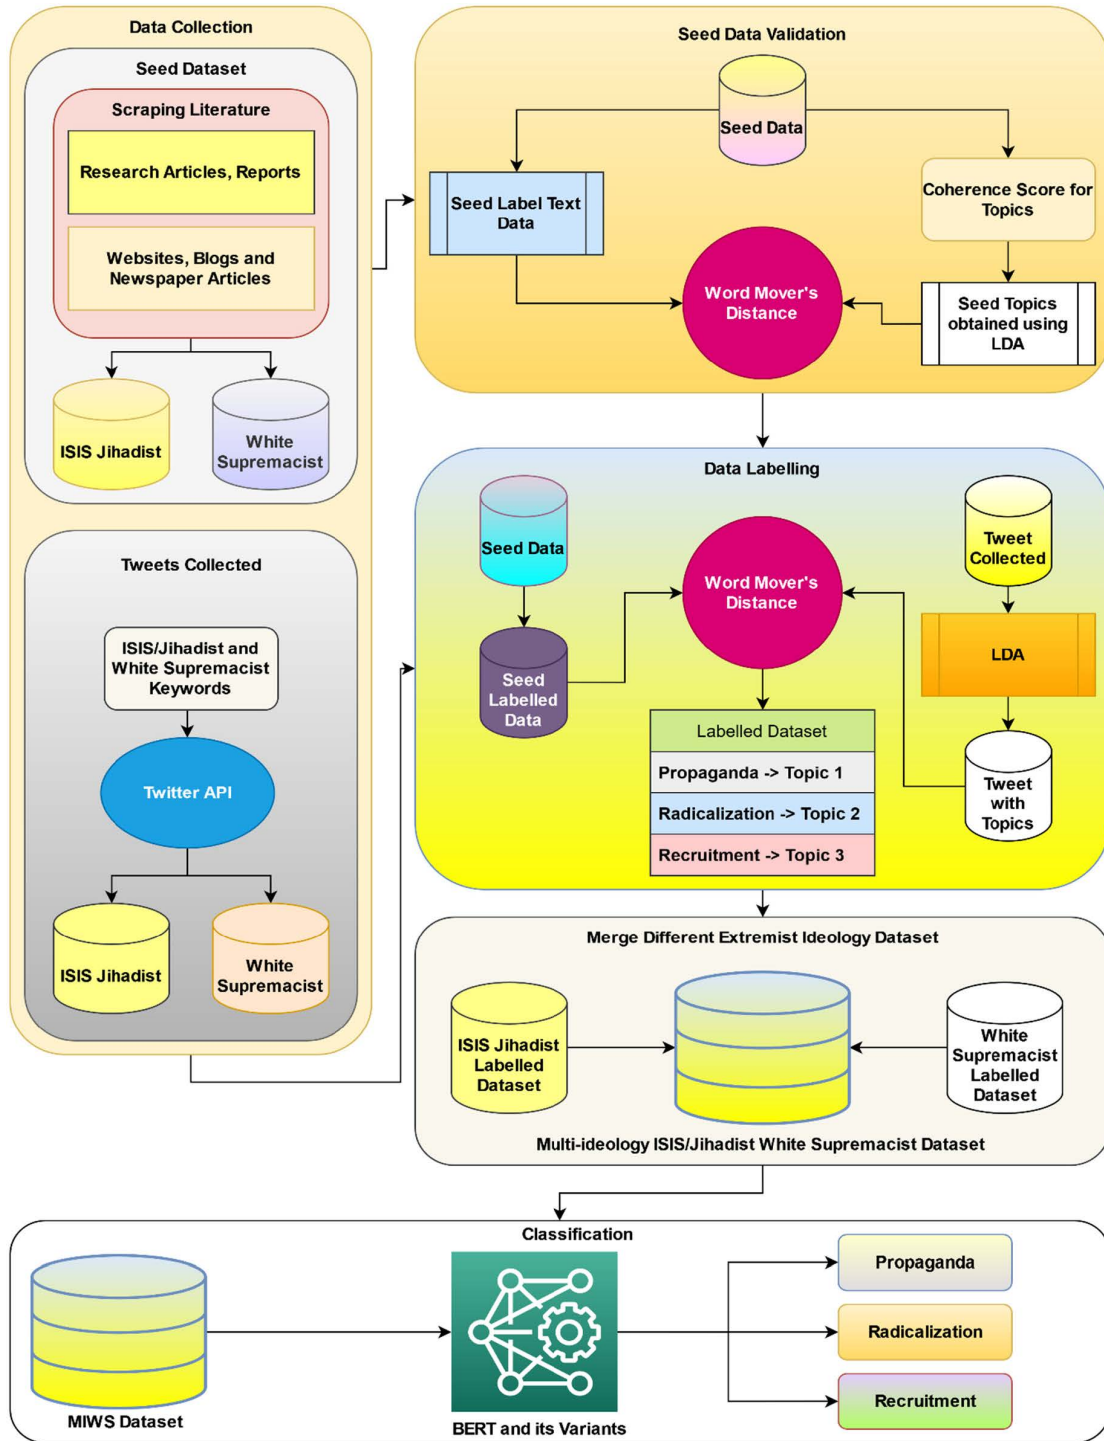 Data Collection
Seed Dataset
Scraping Literature
Research Articles, Reports
Websites, Blogs and
Newspaper Articles
ISIS Jihadist
White
Supremacist
Tweets Collected
ISIS/Jihadist and
White Supremacist
Keywords
Twitter API
ISIS Jihadist
White
Supremacist
Seed Data Validation
Seed Data
Seed Label Text
Data
Coherence Score for
Topics
Word Mover's
Distance
Seed Topics
obtained using
LDA
Data Labelling
Seed Data
Word Mover's
Distance
Tweet
Collected
LDA
Seed
Labelled
Data
Labelled Dataset
Propaganda -> Topic 1
Radicalization -> Topic 2
Recruitment -> Topic 3
Tweet
with
Topics
Merge Different Extremist Ideology Dataset
ISIS Jihadist
Labelled
Dataset
White
Supremacist
Labelled
Dataset
Multi-ideology ISIS/Jihadist White Supremacist Dataset
Classification
MIWS Dataset
BERT and its Variants
Propaganda
Radicalization
Recruitment